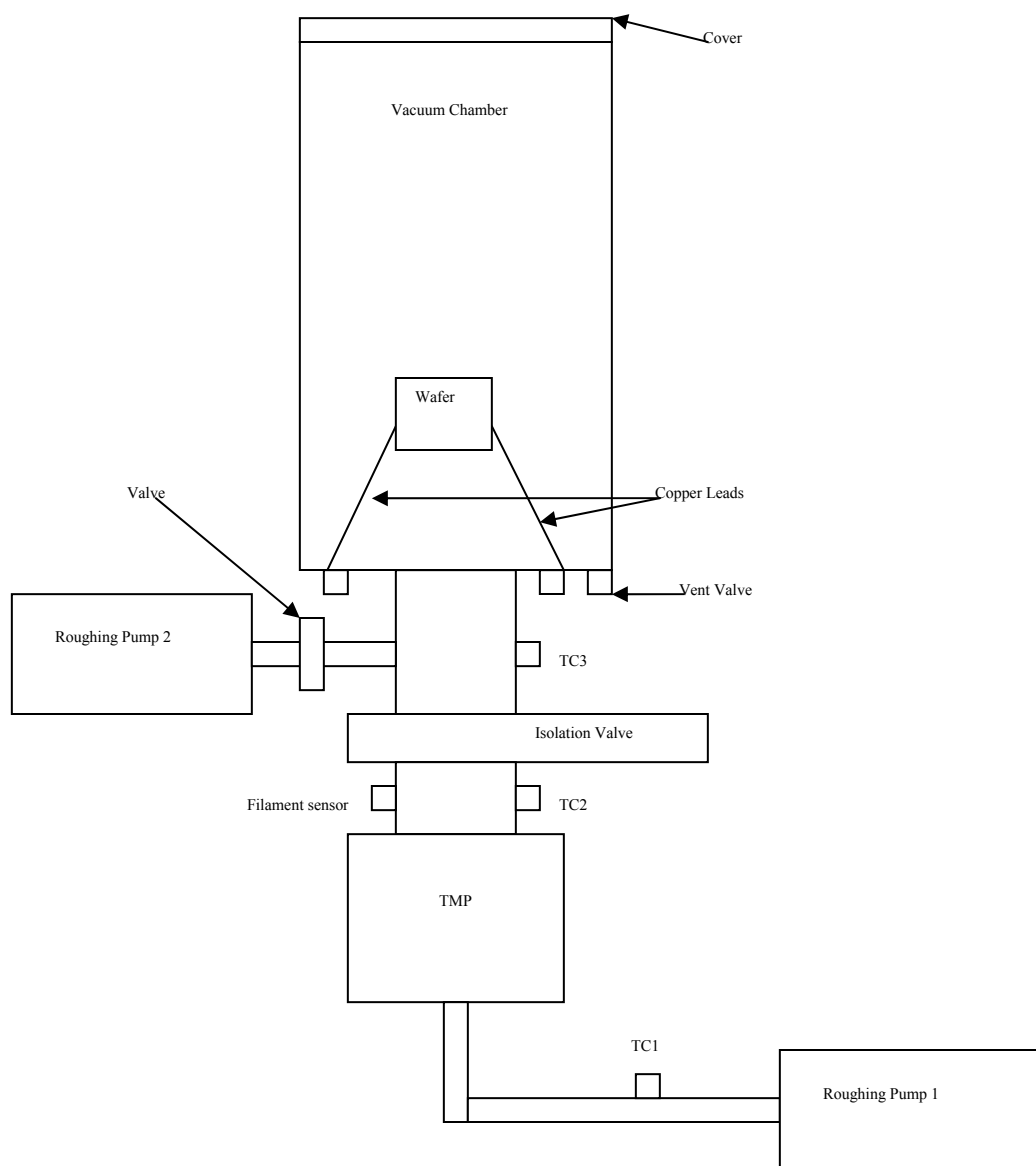 Cover
Vacuum Chamber
Wafer
Valve
Copper Leads
Vent Valve
Roughing Pump 2
TC3
Isolation Valve
Filament sensor
TC2
TMP
TC1
Roughing Pump 1